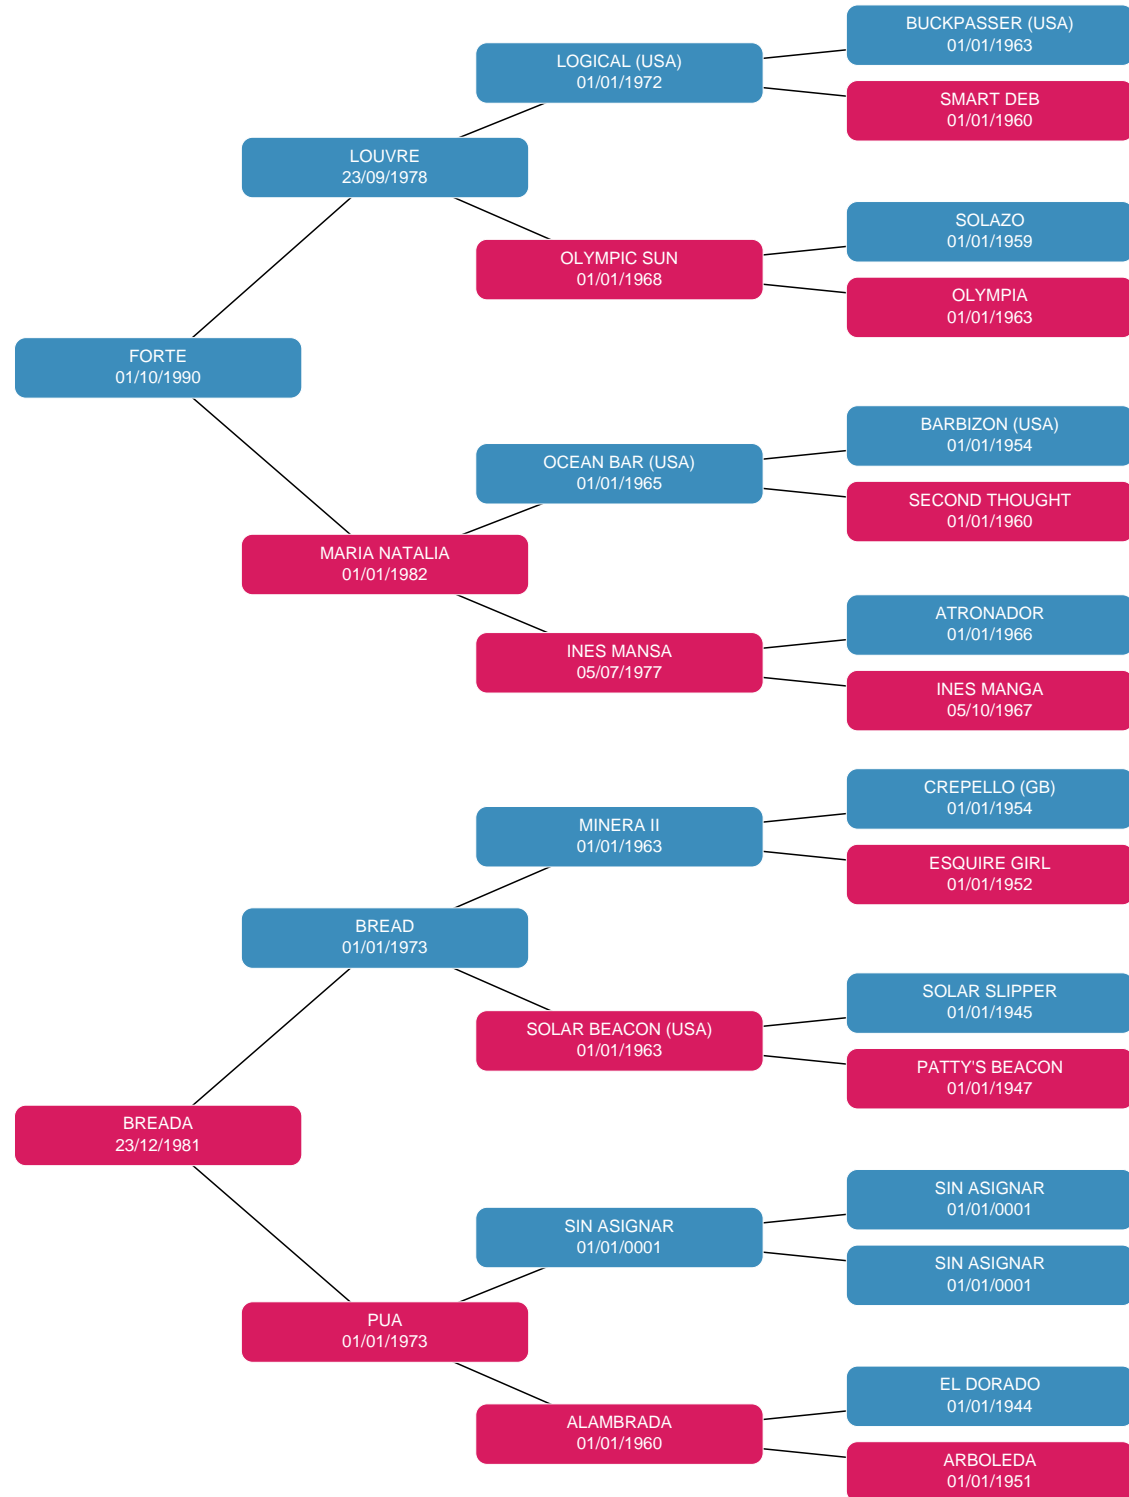 BUCKPASSER (USA)
01/01/1963
LOGICAL (USA)
01/01/1972
SMART DEB
01/01/1960
LOUVRE
23/09/1978
SOLAZO
01/01/1959
OLYMPIC SUN
01/01/1968
OLYMPIA
01/01/1963
FORTE
01/10/1990
BARBIZON (USA)
01/01/1954
OCEAN BAR (USA)
01/01/1965
SECOND THOUGHT
01/01/1960
MARIA NATALIA
01/01/1982
ATRONADOR
01/01/1966
INES MANSA
05/07/1977
INES MANGA
05/10/1967
CREPELLO (GB)
01/01/1954
MINERA II
01/01/1963
ESQUIRE GIRL
01/01/1952
BREAD
01/01/1973
SOLAR SLIPPER
01/01/1945
SOLAR BEACON (USA)
01/01/1963
PATTY'S BEACON
01/01/1947
BREADA
23/12/1981
SIN ASIGNAR
01/01/0001
SIN ASIGNAR
01/01/0001
SIN ASIGNAR
01/01/0001
PUA
01/01/1973
EL DORADO
01/01/1944
ALAMBRADA
01/01/1960
ARBOLEDA
01/01/1951